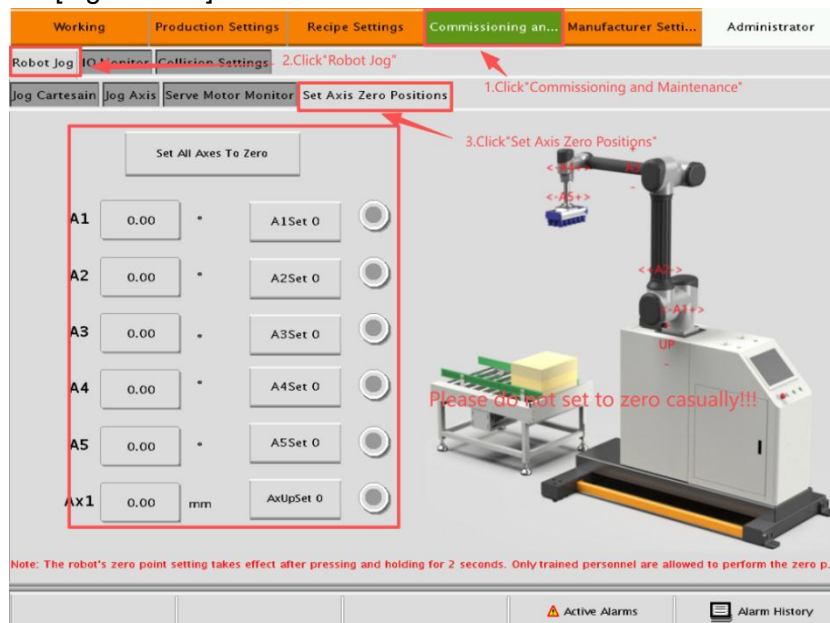 Working
Production Settings
Recipe Settings
Commissioning an...
Manufacturer Setti...
Administrator
Robot Jog
IO Monitor
Collision Settings
2.Click"Robot Jog"
1.Click"Commissioning and Maintenance"
Jog Cartesain
Jog Axis
Serve Motor Monitor
Set Axis Zero Positions
3.Click"Set Axis Zero Positions"
Set All Axes To Zero
A1 0.00 ° A1Set 0
A2 0.00 ° A2Set 0
A3 0.00 ° A3Set 0
A4 0.00 ° A4Set 0
A5 0.00 ° A5Set 0
Ax1 0.00 mm AxUpSet 0
+
<-A4+>
A3
-
<-A5+>
<-A1+>
UP
-
Please do not set to zero casually!!!
Note: The robot's zero point setting takes effect after pressing and holding for 2 seconds. Only trained personnel are allowed to perform the zero p.
Active Alarms
Alarm History